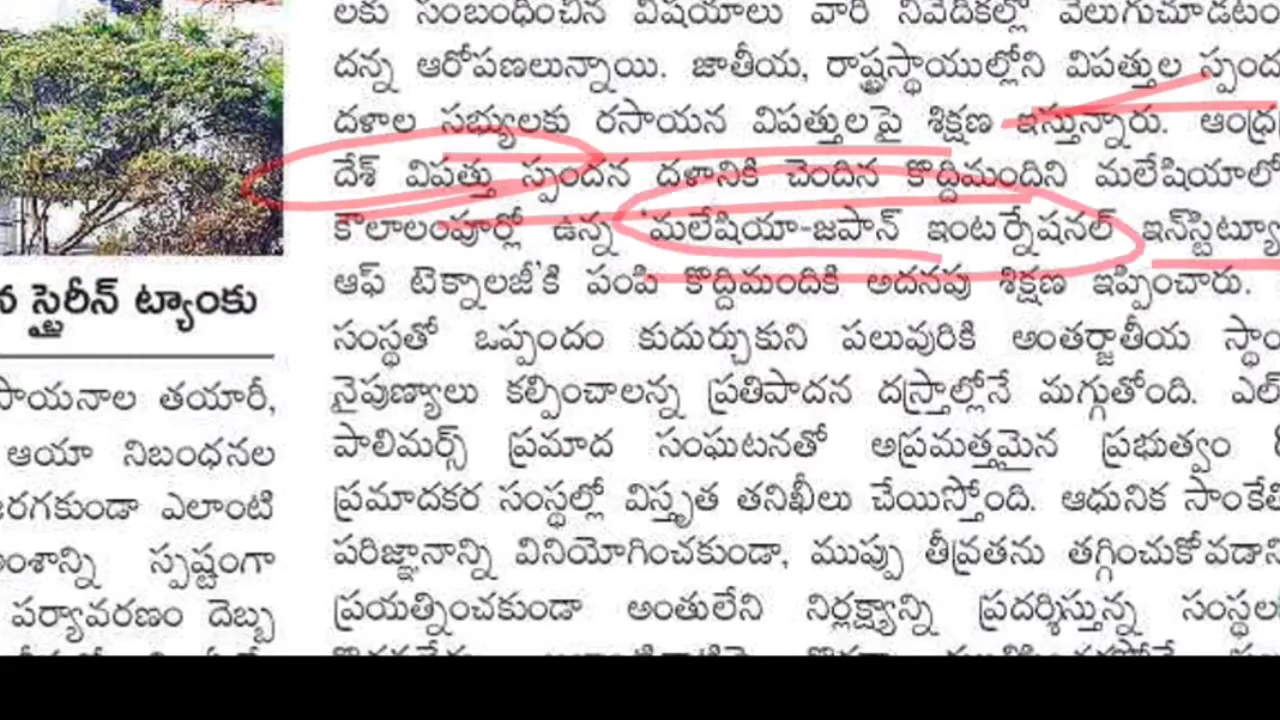 న స్టైరీన్ ట్యాంకు
సాయనాల తయారీ,
ఆయా నిబంధనల
జరగకుండా ఎలాంటి
అంశాన్ని స్పష్టంగా
పర్యావరణం దెబ్బ
లకు సంబంధించిన విషయాలు వారి నివేదికల్లో వెలుగుచూడటం
దన్న ఆరోపణలున్నాయి. జాతీయ, రాష్ట్రస్థాయుల్లోని విపత్తుల స్పంద
దళాల సభ్యులకు రసాయన విపత్తులపై శిక్షణ ఇస్తున్నారు. ఆంధ్ర
దేశ్ విపత్తు స్పందన దళానికి చెందిన కొద్దిమందిని మలేషియాలో
కౌలాలంపూర్లో ఉన్న 'మలేషియా-జపాన్ ఇంటర్నేషనల్ ఇన్‌స్టిట్యూ
ఆఫ్ టెక్నాలజీ'కి పంపి కొద్దిమందికి అదనపు శిక్షణ ఇప్పించారు.
సంస్థతో ఒప్పందం కుదుర్చుకుని పలువురికి అంతర్జాతీయ స్థాయి
నైపుణ్యాలు కల్పించాలన్న ప్రతిపాదన దస్త్రాల్లోనే మగ్గుతోంది. ఎల్
పాలిమర్స్ ప్రమాద సంఘటనతో అప్రమత్తమైన ప్రభుత్వం
ప్రమాదకర సంస్థల్లో విస్తృత తనిఖీలు చేయిస్తోంది. ఆధునిక సాంకేతి
పరిజ్ఞానాన్ని వినియోగించకుండా, ముప్పు తీవ్రతను తగ్గించుకోవడాని
ప్రయత్నించకుండా అంతులేని నిర్లక్ష్యాన్ని ప్రదర్శిస్తున్న సంస్థల